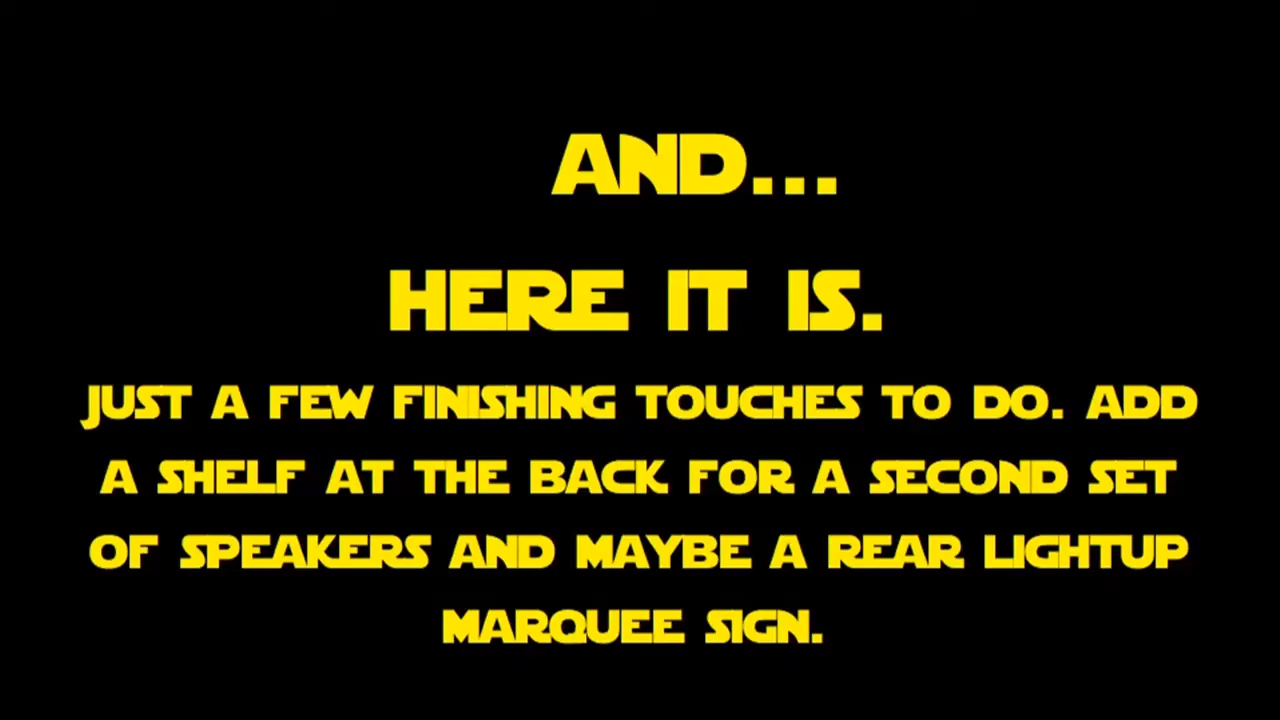 AND...
HERE IT IS.
JUST A FEW FINISHING TOUCHES TO DO. ADD
A SHELF AT THE BACK FOR A SECOND SET
OF SPEAKERS AND MAYBE A REAR LIGHTUP
MARQUEE SIGN.